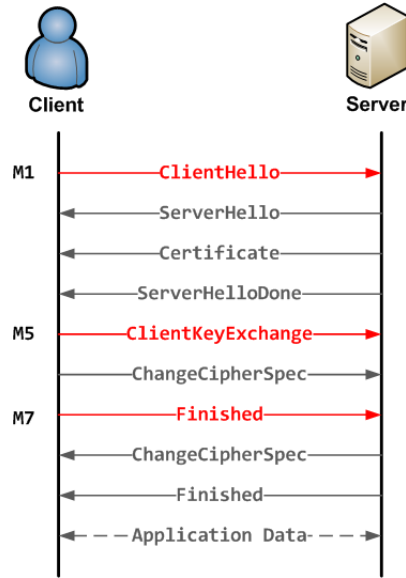 Client Server
M1 ClientHello
ServerHello
Certificate
ServerHelloDone
M5 ClientKeyExchange
ChangeCipherSpec
M7 Finished
ChangeCipherSpec
Finished
Application Data